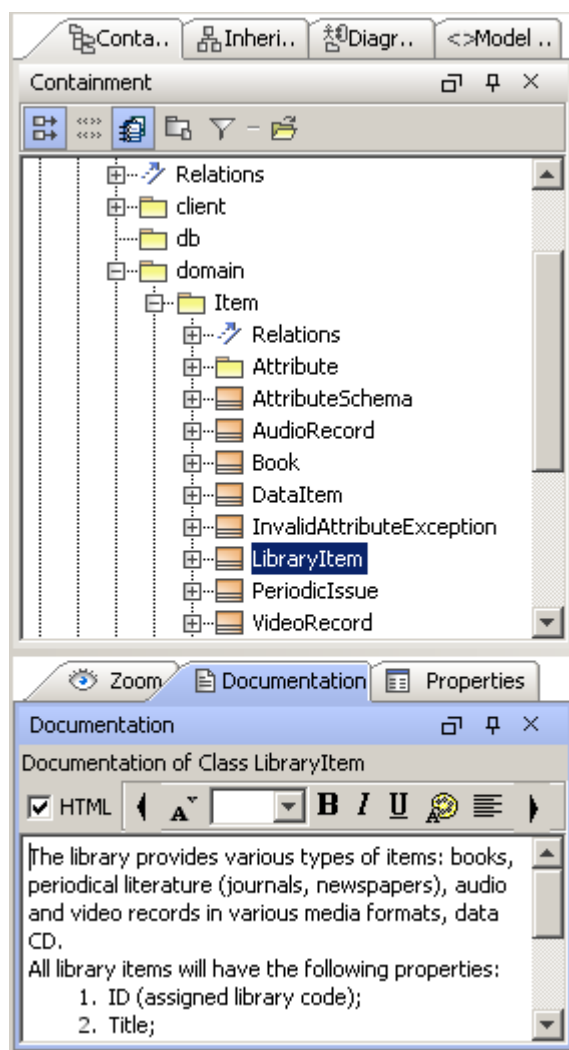 Conta.. Inheri.. Diagr.. <>Model ..
Containment
Relations
client
db
domain
Item
Relations
Attribute
AttributeSchema
AudioRecord
Book
DataItem
InvalidAttributeException
LibraryItem
PeriodicIssue
VideoRecord
Zoom Documentation Properties
Documentation
Documentation of Class LibraryItem
HTML A B I U
The library provides various types of items: books,
periodical literature (journals, newspapers), audio
and video records in various media formats, data
CD.
All library items will have the following properties:
1. ID (assigned library code);
2. Title;